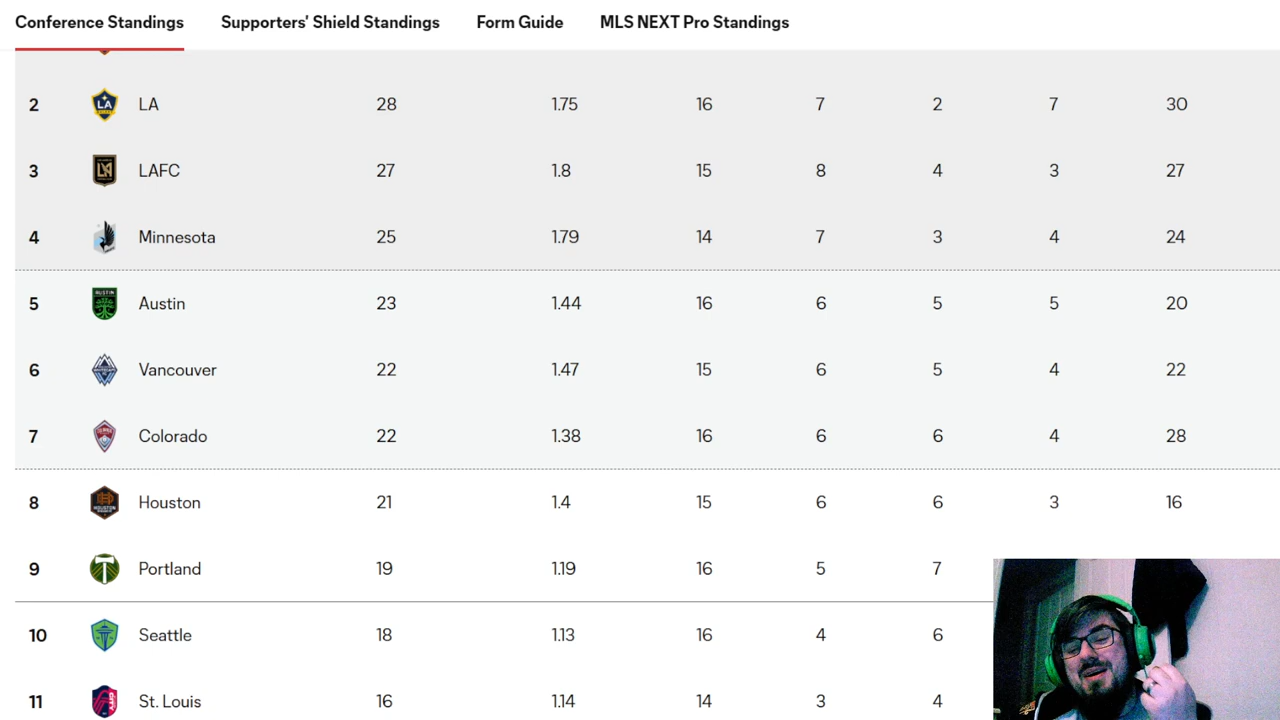 Conference Standings Supporters' Shield Standings Form Guide MLS NEXT Pro Standings
2 LA LA 28 1.75 16 7 2 7 30
3 LAFC 27 1.8 15 8 4 3 27
4 Minnesota 25 1.79 14 7 3 4 24
5 AUSTIN Austin 23 1.44 16 6 5 5 20
6 Vancouver 22 1.47 15 6 5 4 22
7 Colorado 22 1.38 16 6 6 4 28
8 HOUSTON Houston 21 1.4 15 6 6 3 16
9 Portland 19 1.19 16 5 7
10 Seattle 18 1.13 16 4 6
11 St. Louis 16 1.14 14 3 4